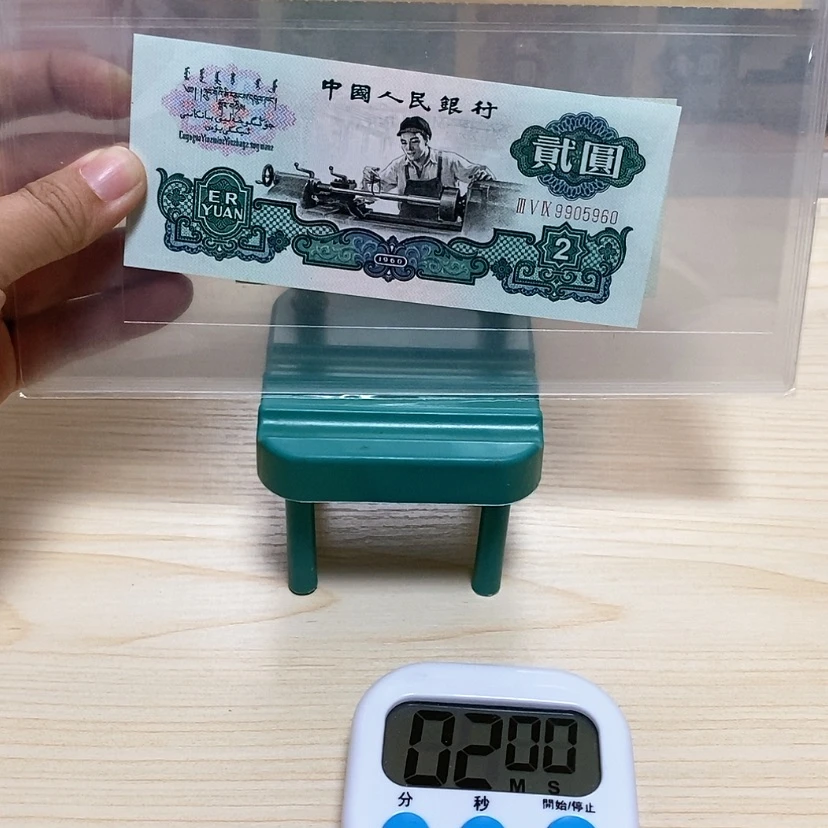 中國人民銀行
貳圓
ER
YUAN
ⅢⅤⅨ 9905960
2
1960
02 00
M S
分 秒 開始/停止